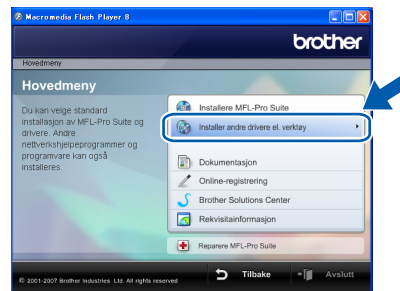 Macromedia Flash Player 8
brother
Hovedmeny
Hovedmeny
Du kan velge standard
installasjon av MFL-Pro Suite og
drivere. Andre
nettverkshjelpeprogrammer og
programvare kan også
installeres.
Installere MFL-Pro Suite
Installer andre drivere el. verktøy
Dokumentasjon
Online-registrering
Brother Solutions Center
Rekvisitainformasjon
Reparere MFL-Pro Suite
© 2001-2007 Brother Industries Ltd. All rights reserved
Tilbake
Avslutt